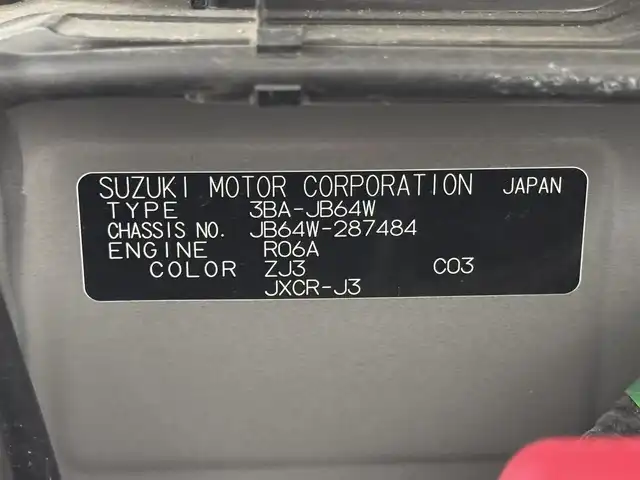 SUZUKI MOTOR CORPORATION JAPAN
TYPE 3BA-JB64W
CHASSIS NO. JB64W-287484
ENGINE R06A
COLOR ZJ3 C03
JXCR-J3